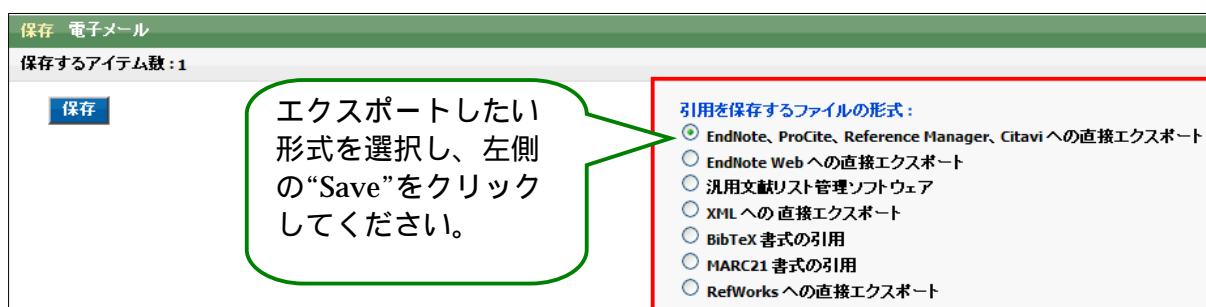 保存 電子メール
保存するアイテム数 : 1
保存
エクスポートしたい
形式を選択し、左側
の“Save”をクリック
してください。
引用を保存するファイルの形式 :
EndNote、ProCite、Reference Manager、Citavi への直接エクスポート
EndNote Web への直接エクスポート
汎用文献リスト管理ソフトウェア
XML への 直接エクスポート
BibTeX 書式の引用
MARC21 書式の引用
RefWorks への直接エクスポート